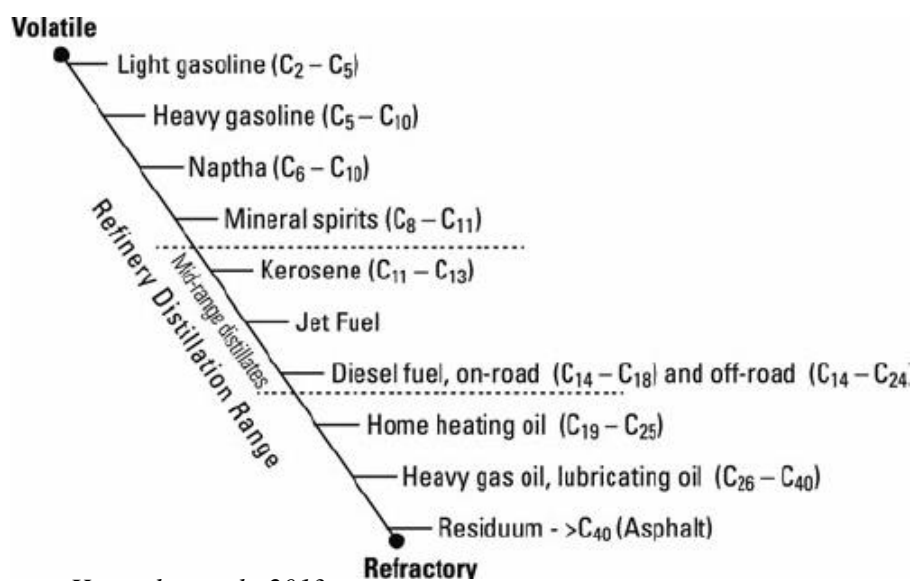 Volatile
Light gasoline (C₂ – C₅)
Heavy gasoline (C₅ – C₁₀)
Naptha (C₆ – C₁₀)
Mineral spirits (C₈ – C₁₁)
Kerosene (C₁₁ – C₁₃)
Jet Fuel
Diesel fuel, on-road (C₁₄ – C₁₈) and off-road (C₁₄ – C₂₄)
Home heating oil (C₁₉ – C₂₅)
Heavy gas oil, lubricating oil (C₂₆ – C₄₀)
Residuum - >C₄₀ (Asphalt)
Refractory
Mid-range distillates
Refinery Distillation Range
2013